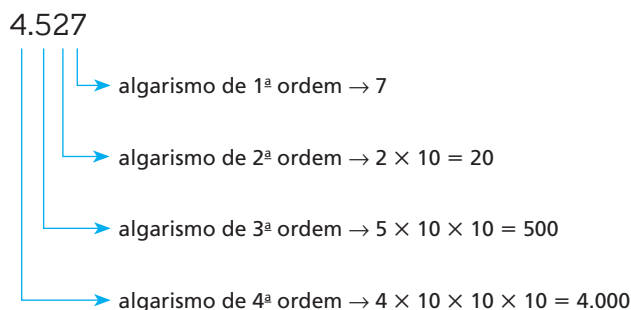 4.527
algarismo de 1ª ordem → 7
algarismo de 2ª ordem → 2 × 10 = 20
algarismo de 3ª ordem → 5 × 10 × 10 = 500
algarismo de 4ª ordem → 4 × 10 × 10 × 10 = 4.000